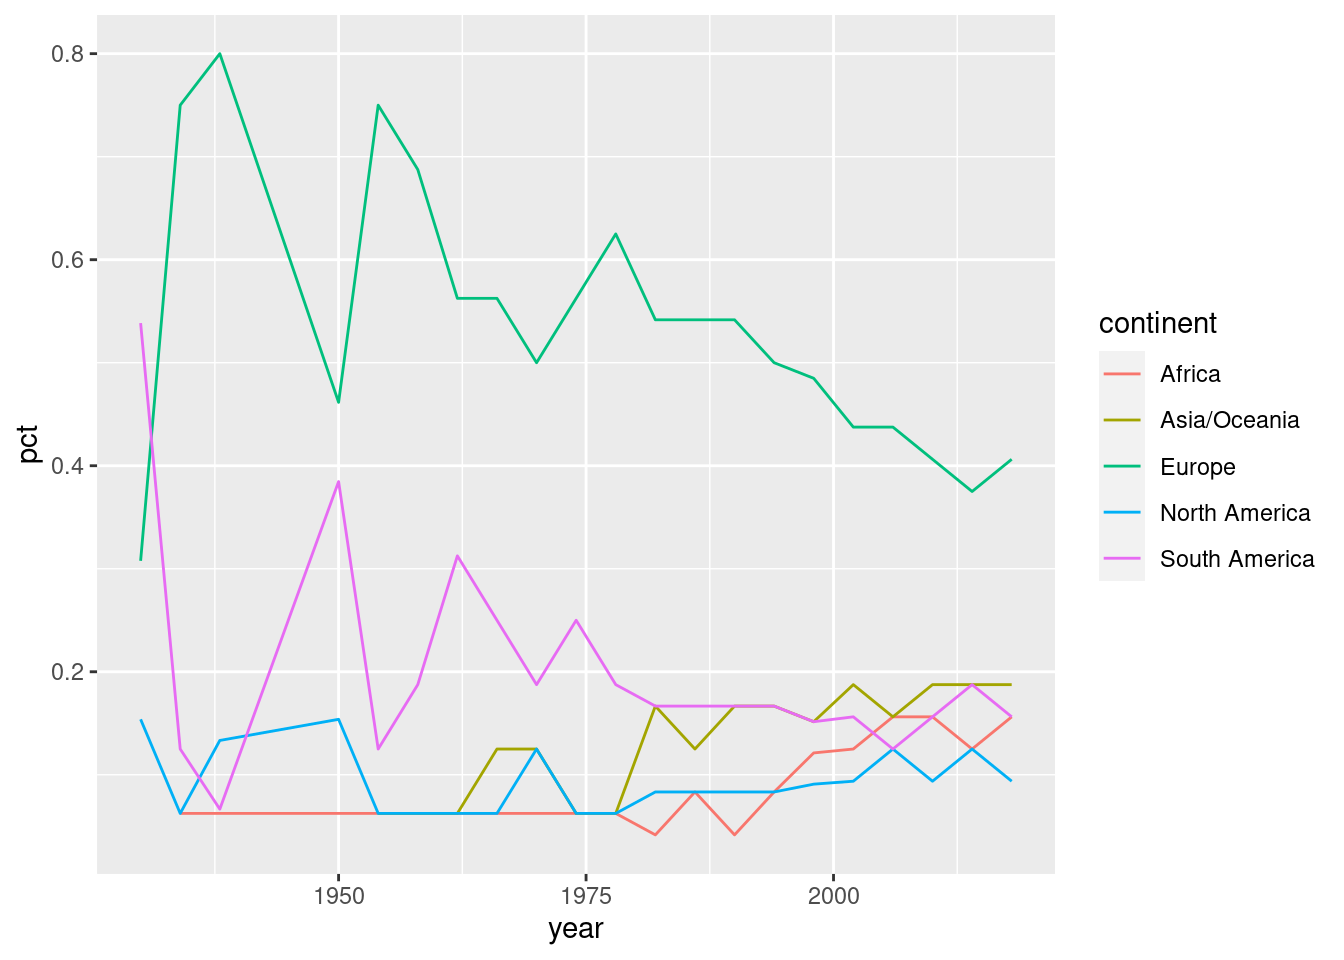 0.8
0.6
0.4
0.2
pct
1950
1975
2000
year
continent
Africa
Asia/Oceania
Europe
North America
South America